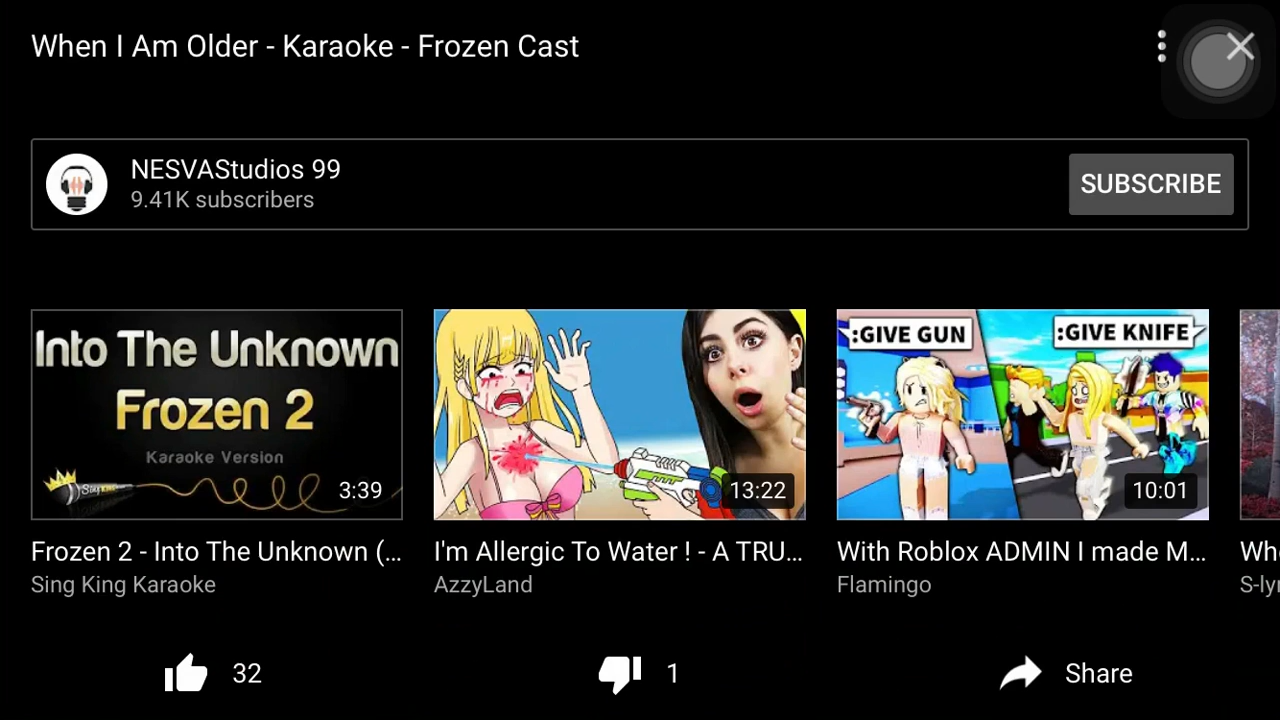 When I Am Older - Karaoke - Frozen Cast
NESVAStudios 99
9.41K subscribers
SUBSCRIBE
Into The Unknown
Frozen 2
Karaoke Version
3:39
13:22
:GIVE GUN
:GIVE KNIFE
10:01
Frozen 2 - Into The Unknown (...
I'm Allergic To Water ! - A TRU...
With Roblox ADMIN I made M...
Sing King Karaoke
AzzyLand
Flamingo
32
1
Share